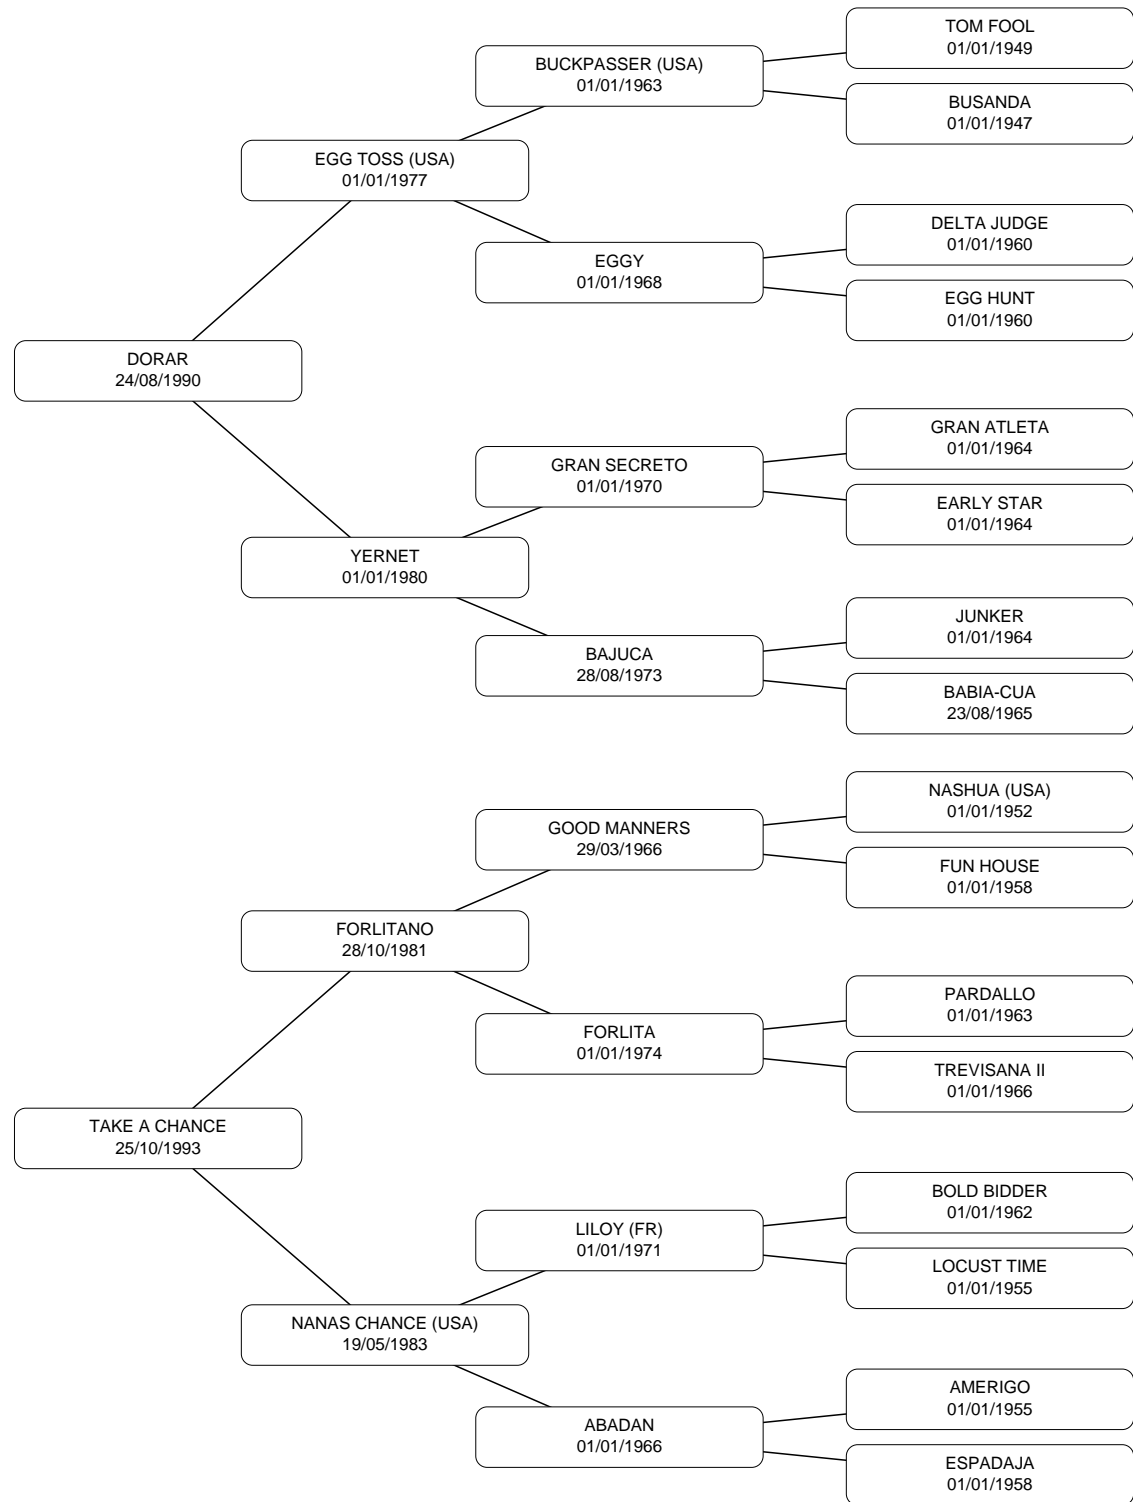 TOM FOOL
01/01/1949
BUCKPASSER (USA)
01/01/1963
BUSANDA
01/01/1947
EGG TOSS (USA)
01/01/1977
DELTA JUDGE
01/01/1960
EGGY
01/01/1968
EGG HUNT
01/01/1960
DORAR
24/08/1990
GRAN ATLETA
01/01/1964
GRAN SECRETO
01/01/1970
EARLY STAR
01/01/1964
YERNET
01/01/1980
JUNKER
01/01/1964
BAJUCA
28/08/1973
BABIA-CUA
23/08/1965
NASHUA (USA)
01/01/1952
GOOD MANNERS
29/03/1966
FUN HOUSE
01/01/1958
FORLITANO
28/10/1981
PARDALLO
01/01/1963
FORLITA
01/01/1974
TREVISANA II
01/01/1966
TAKE A CHANCE
25/10/1993
BOLD BIDDER
01/01/1962
LILOY (FR)
01/01/1971
LOCUST TIME
01/01/1955
NANAS CHANCE (USA)
19/05/1983
AMERIGO
01/01/1955
ABADAN
01/01/1966
ESPADAJA
01/01/1958